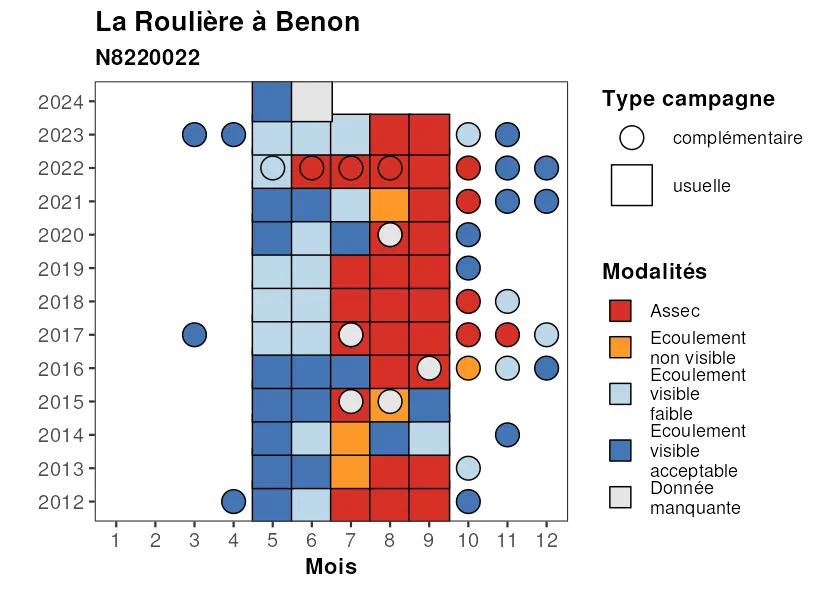 La Roulière à Benon
N8220022
2024
2023
2022
2021
2020
2019
2018
2017
2016
2015
2014
2013
2012
1 2 3 4 5 6 7 8 9 10 11 12
Mois
Type campagne
complémentaire
usuelle
Modalités
Assec
Ecoulement
non visible
Ecoulement
visible
faible
Ecoulement
visible
acceptable
Donnée
manquante